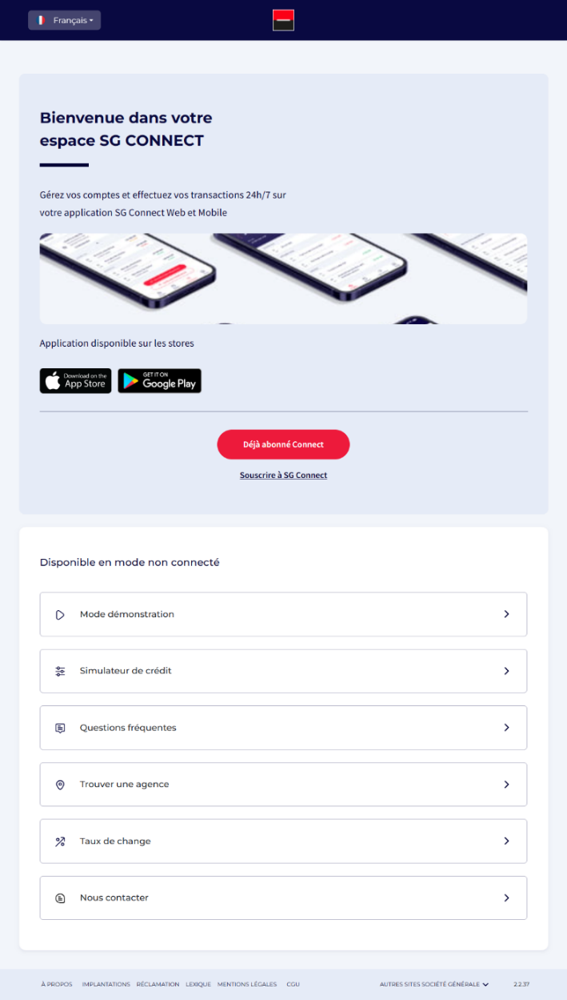 Français
Bienvenue dans votre
espace SG CONNECT
Gérez vos comptes et effectuez vos transactions 24h/7 sur
votre application SG Connect Web et Mobile
Application disponible sur les stores
Download on the
App Store
GET IT ON
Google Play
Déjà abonné Connect
Souscrire à SG Connect
Disponible en mode non connecté
Mode démonstration
Simulateur de crédit
Questions fréquentes
Trouver une agence
Taux de change
Nous contacter
À PROPOS IMPLANTATIONS RÉCLAMATION LEXIQUE MENTIONS LÉGALES CGU AUTRES SITES SOCIÉTÉ GÉNÉRALE 2.2.37